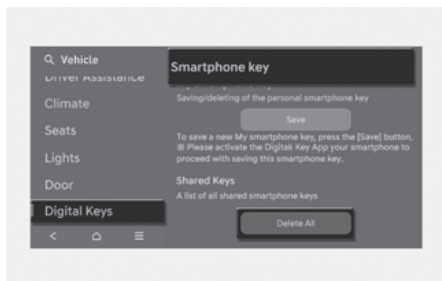 Vehicle
Driver Assistance
Climate
Seats
Lights
Door
Digital Keys
Smartphone key
Saving/deleting of the personal smartphone key
Save
To save a new My smartphone key, press the [Save] button,
※ Please activate the Digitak Key App your smartphone to
proceed with saving this smartphone key,
Shared Keys
A list of all shared smartphone keys
Delete All